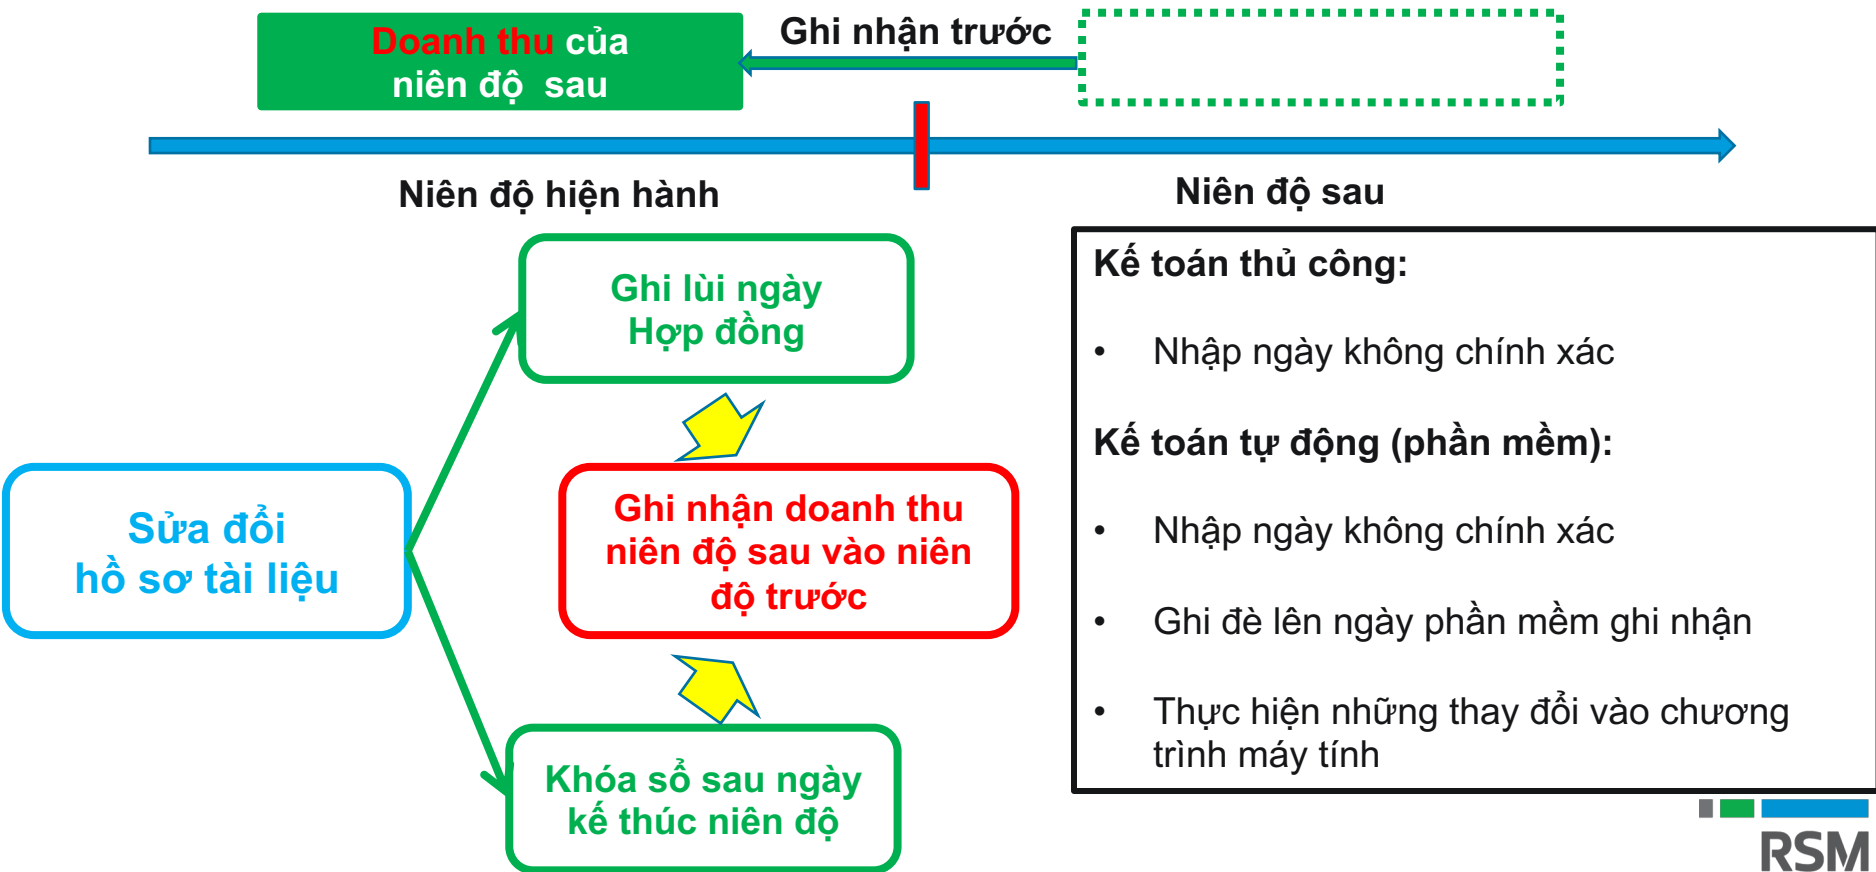 Doanh thu của
niên độ sau
Ghi nhận trước
Niên độ hiện hành
Niên độ sau
Ghi lùi ngày
Hợp đồng
Sửa đổi
hồ sơ tài liệu
Ghi nhận doanh thu
niên độ sau vào niên
độ trước
Khóa sổ sau ngày
kế thúc niên độ
Kế toán thủ công:
• Nhập ngày không chính xác
Kế toán tự động (phần mềm):
• Nhập ngày không chính xác
• Ghi đè lên ngày phần mềm ghi nhận
• Thực hiện những thay đổi vào chương
trình máy tính
RSM